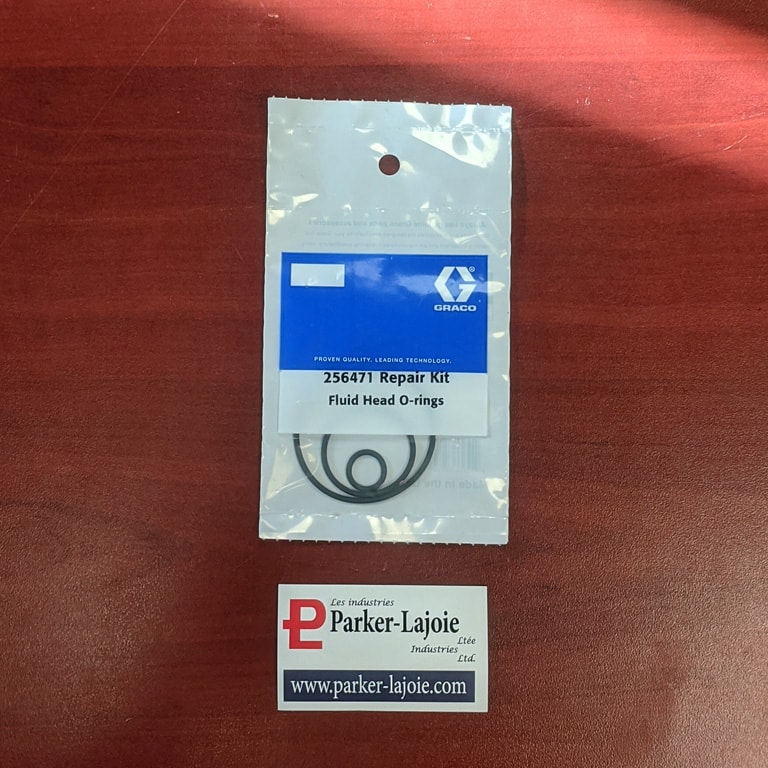 GRACO
PROVEN QUALITY. LEADING TECHNOLOGY.
256471 Repair Kit
Fluid Head O-rings
Les industries
Parker-Lajoie
Ltée
Industries
Ltd.
www.parker-lajoie.com